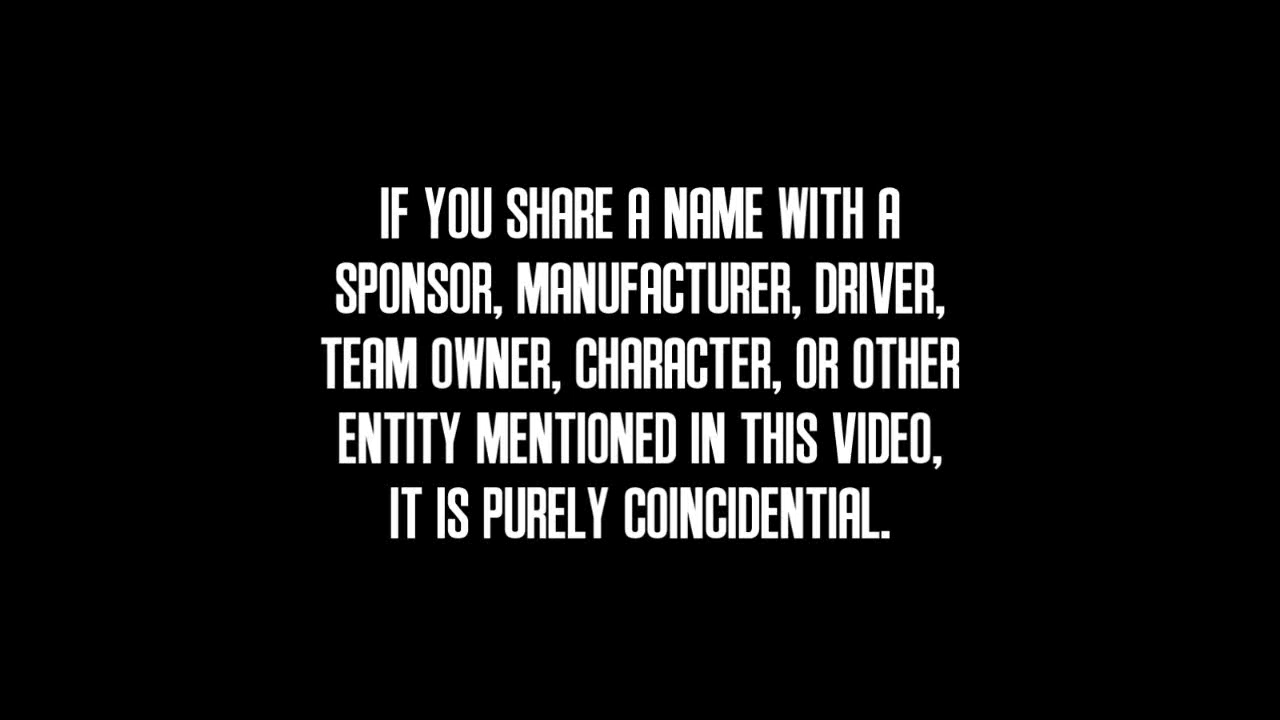 IF YOU SHARE A NAME WITH A
SPONSOR, MANUFACTURER, DRIVER,
TEAM OWNER, CHARACTER, OR OTHER
ENTITY MENTIONED IN THIS VIDEO,
IT IS PURELY COINCIDENTIAL.